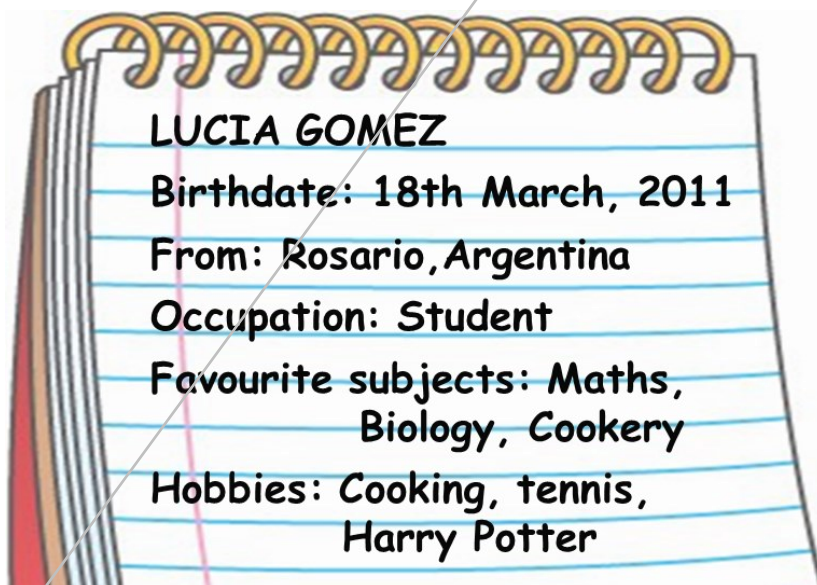 LUCIA GOMEZ
Birthdate: 18th March, 2011
From: Rosario,Argentina
Occupation: Student
Favourite subjects: Maths,
Biology, Cookery
Hobbies: Cooking, tennis,
Harry Potter